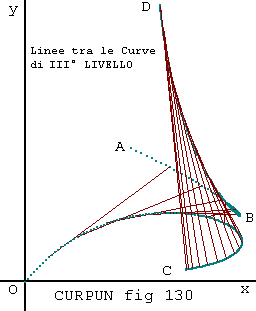 D
y
Linee tra le Curve
di III° LIVELLO
A
B
C
O
x
CURPUN fig 130